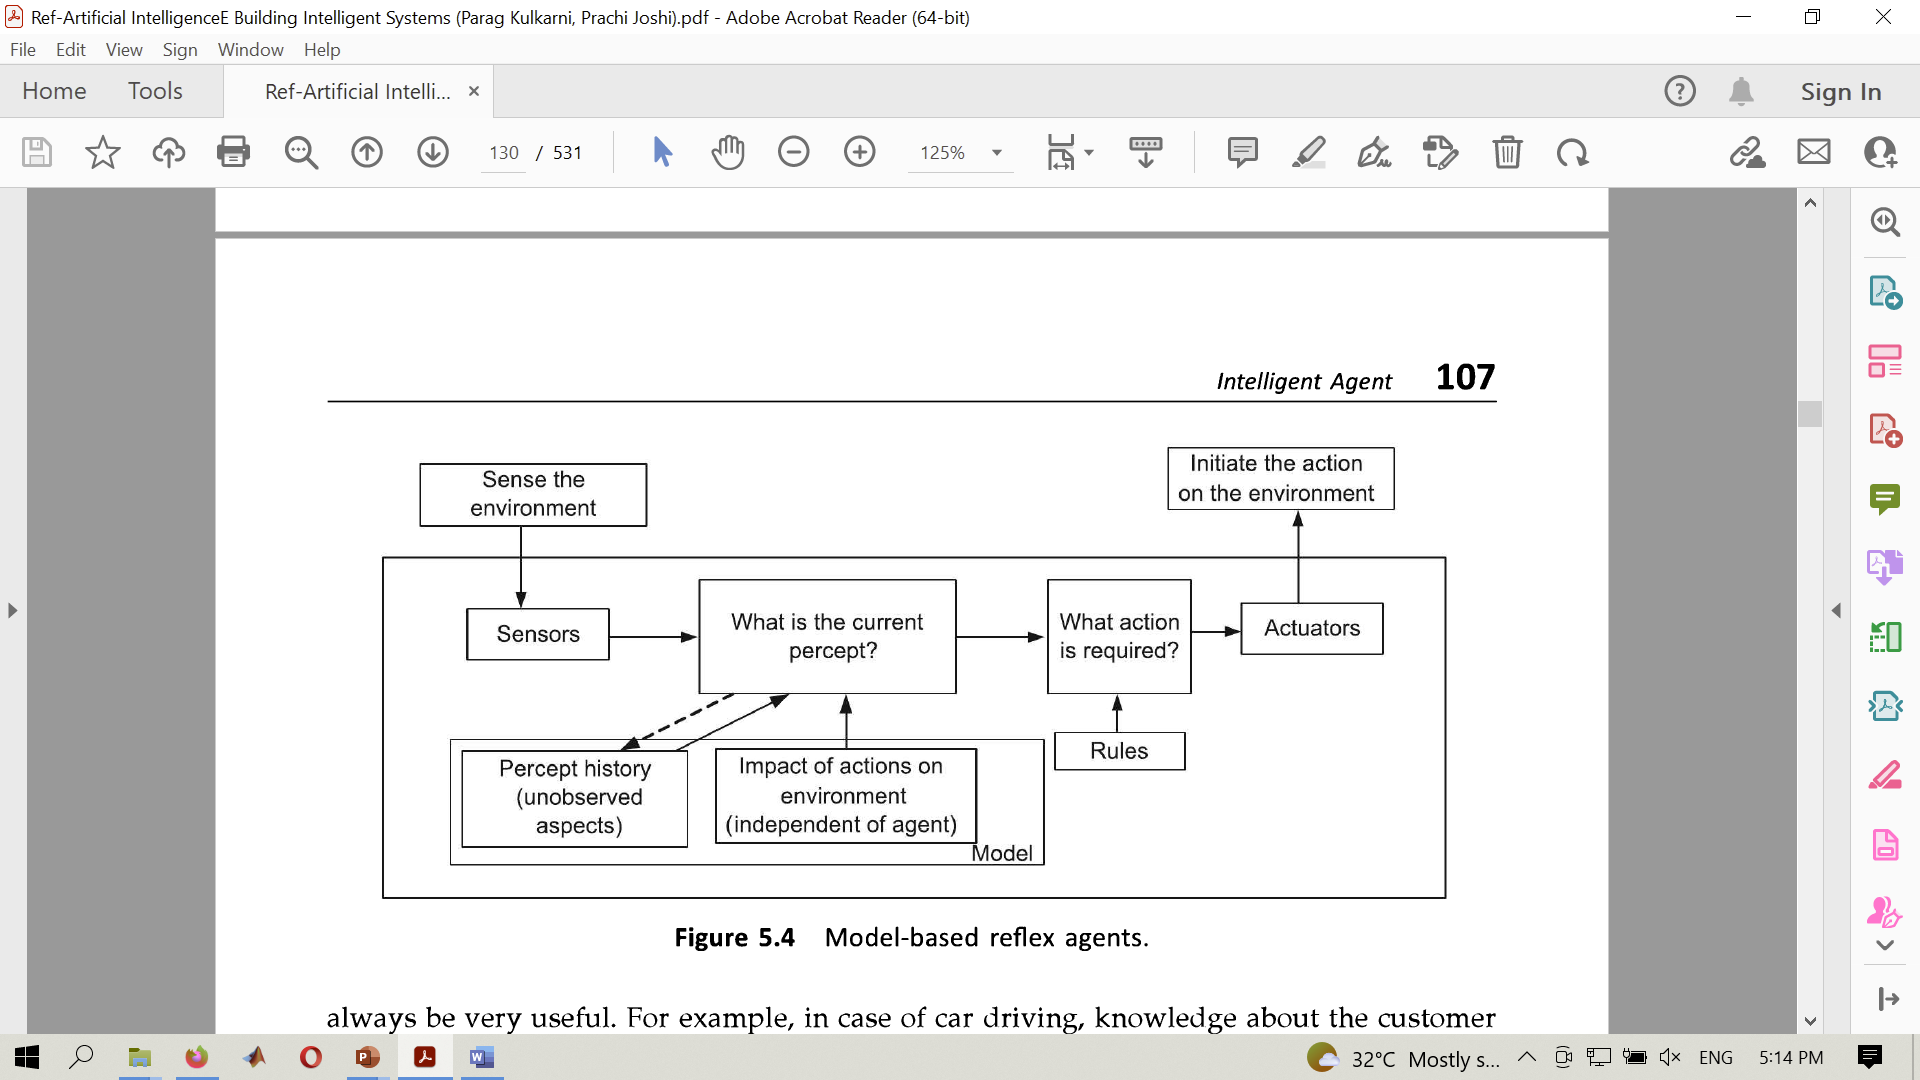 Ref-Artificial IntelligenceE Building Intelligent Systems (Parag Kulkarni, Prachi Joshi).pdf - Adobe Acrobat Reader (64-bit)
File Edit View Sign Window Help
Home Tools Ref-Artificial Intelli... × Sign In
130 / 531 125%
Intelligent Agent 107
Sense the
environment
Initiate the action
on the environment
Sensors
What is the current
percept?
What action
is required?
Actuators
Percept history
(unobserved
aspects)
Impact of actions on
environment
(independent of agent)
Model
Rules
Figure 5.4 Model-based reflex agents.
always be very useful. For example, in case of car driving, knowledge about the customer
32°C Mostly s... ENG 5:14 PM